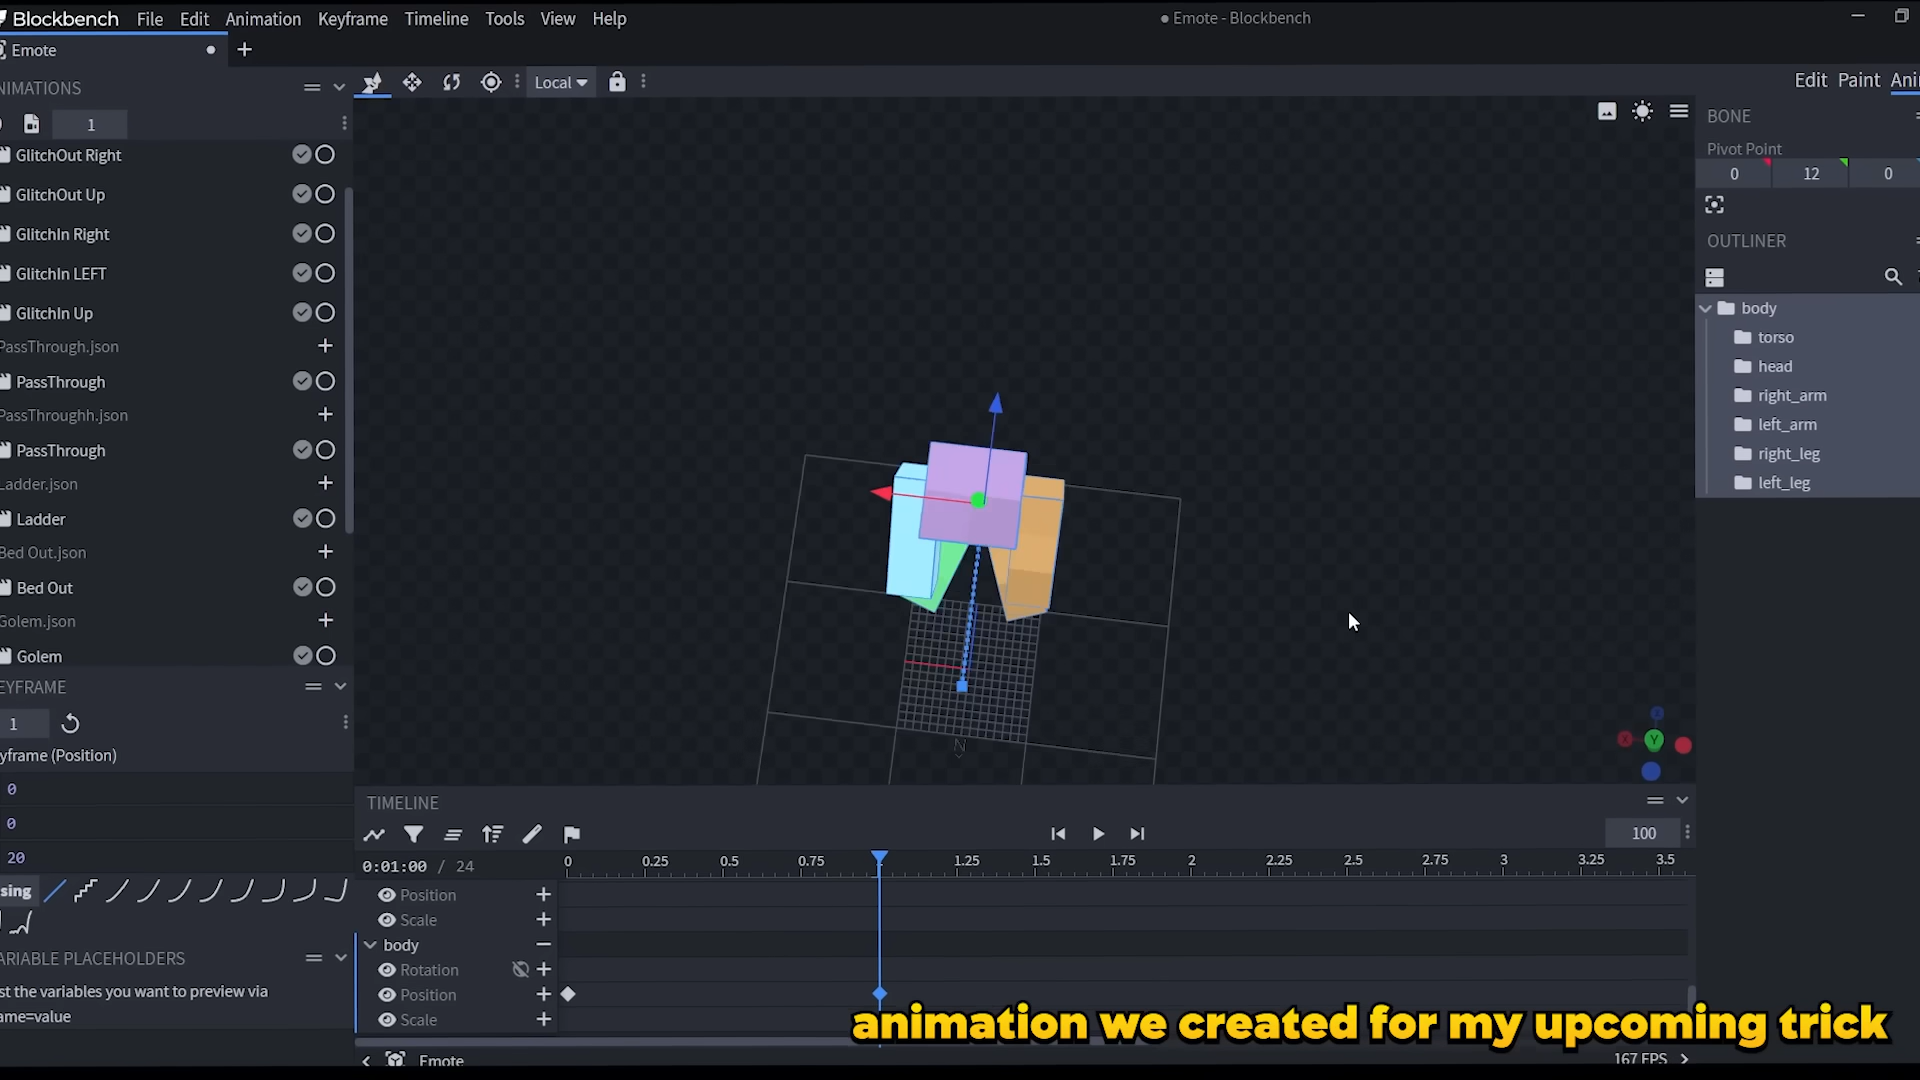 Blockbench File Edit Animation Keyframe Timeline Tools View Help
Emote - Blockbench
Emote
NIMATIONS
Local
Edit Paint Ani
1
GlitchOut Right
GlitchOut Up
GlitchIn Right
GlitchIn LEFT
GlitchIn Up
PassThrough.json
PassThrough
PassThroughh.json
PassThrough
Ladder.json
Ladder
Bed Out.json
Bed Out
Golem.json
Golem
BONE
Pivot Point
0 12 0
OUTLINER
body
torso
head
right_arm
left_arm
right_leg
left_leg
N
X Y Z
EYFRAME
1
yframe (Position)
0
0
20
sing
ARIABLE PLACEHOLDERS
st the variables you want to preview via
ame=value
TIMELINE
100
0:01:00 / 24
0 0.25 0.5 0.75 1.25 1.5 1.75 2 2.25 2.5 2.75 3 3.25 3.5
Position
Scale
body
Rotation
Position
Scale
animation we created for my upcoming trick
Emote
167 FPS